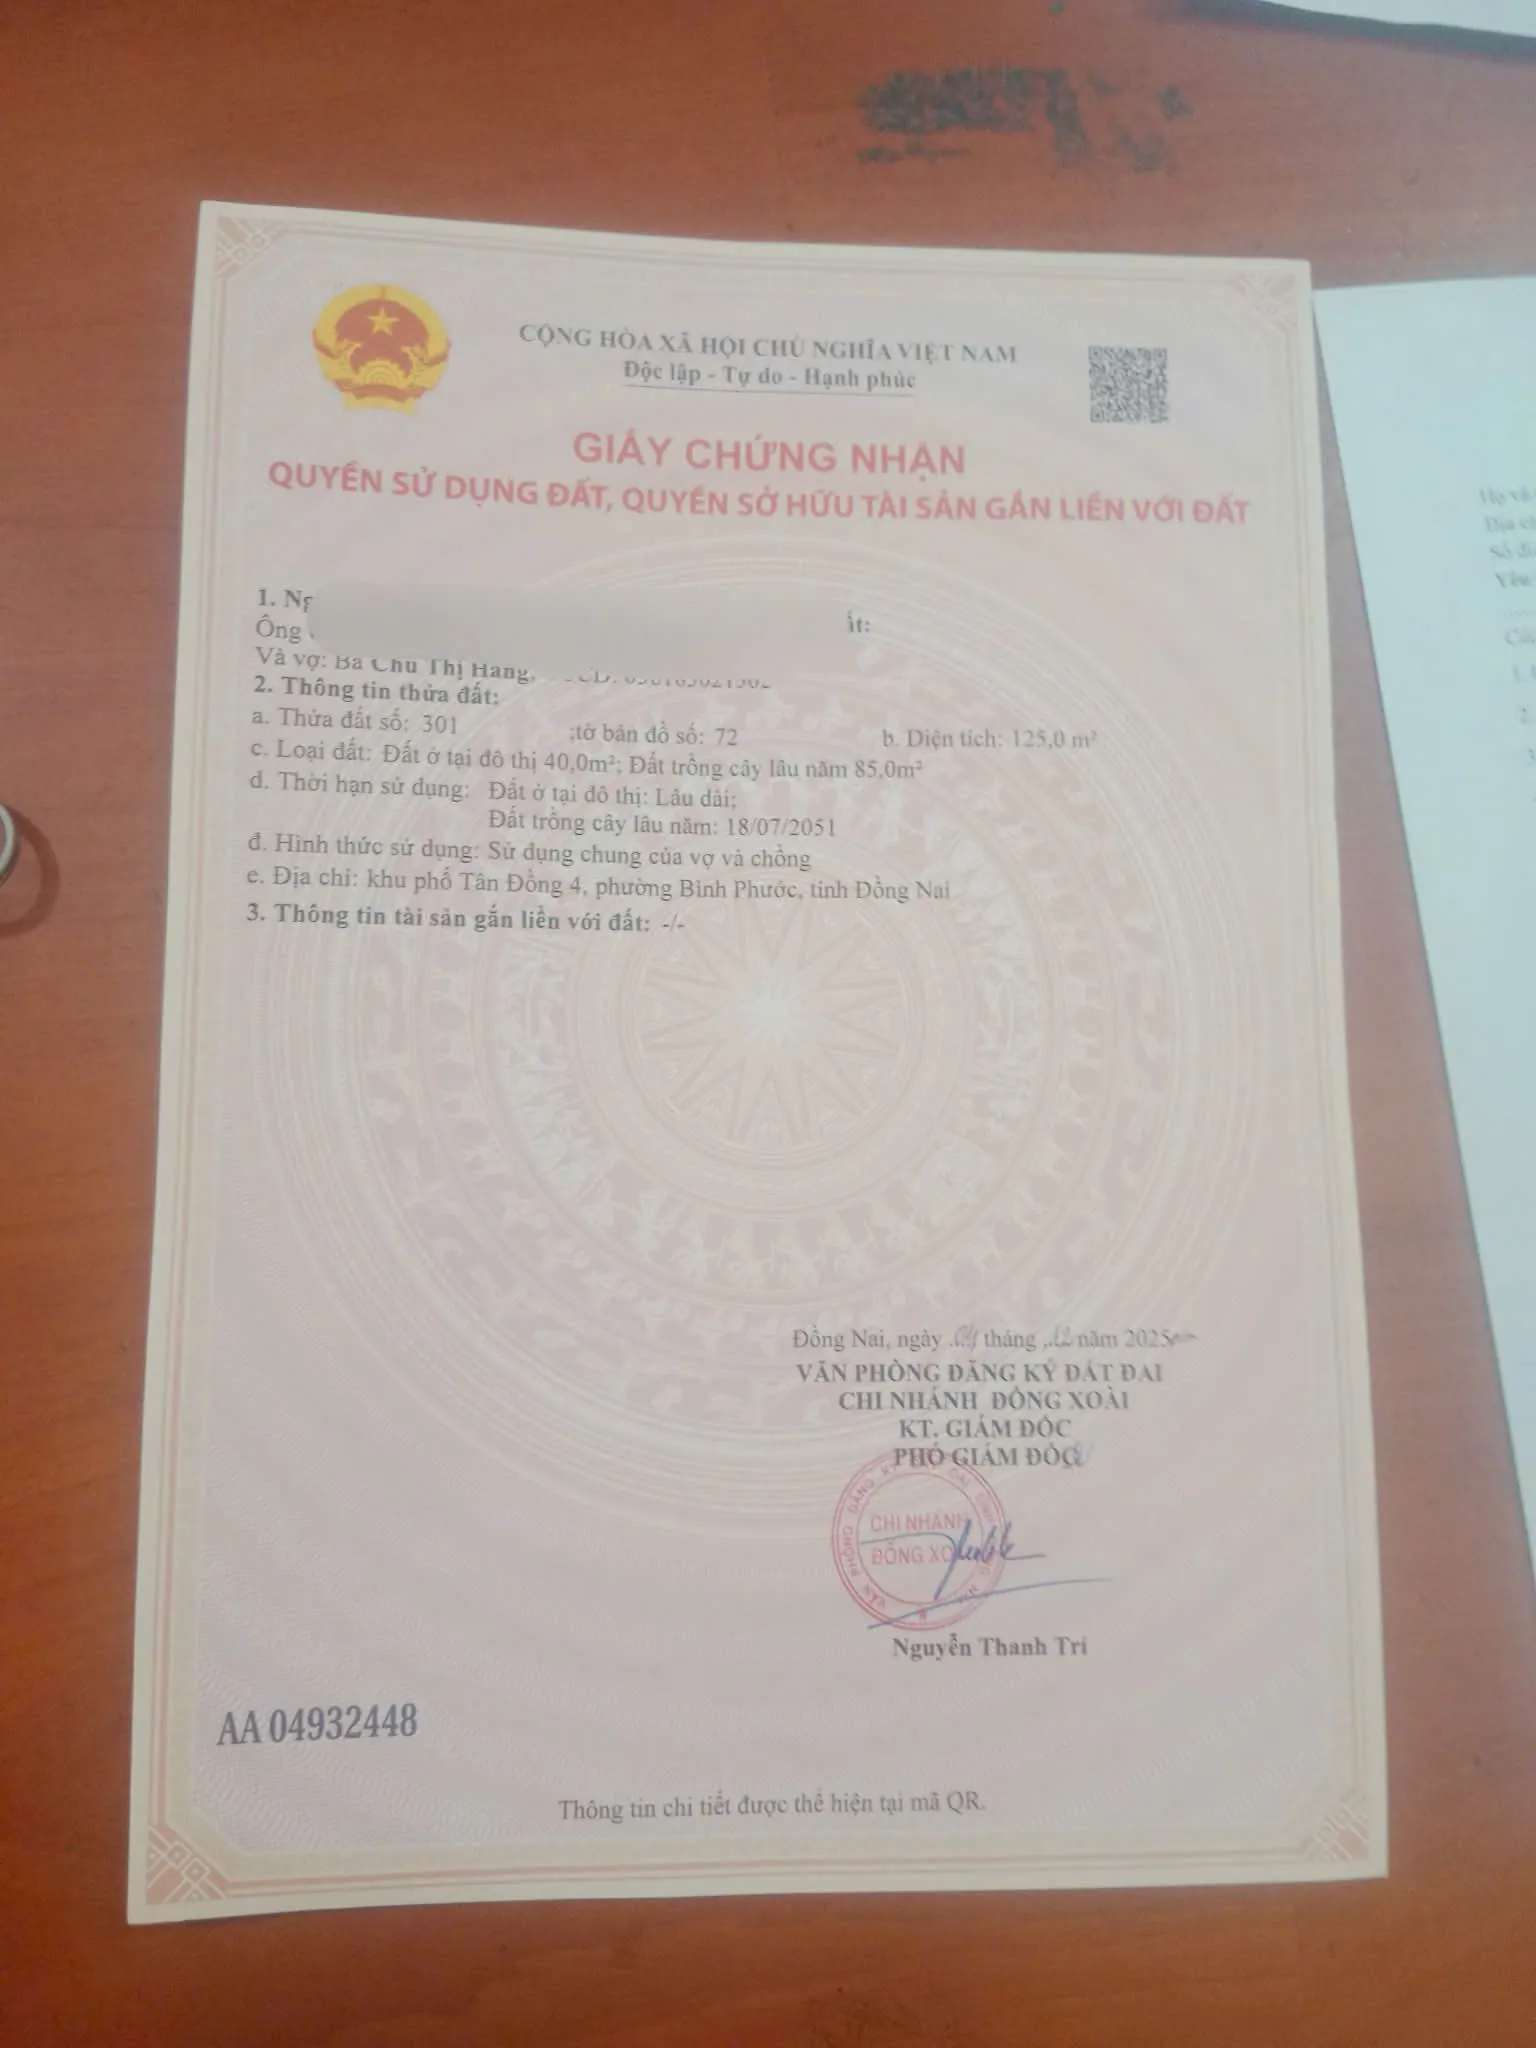 CỘNG HÒA XÃ HỘI CHỦ NGHĨA VIỆT NAM
Độc lập - Tự do - Hạnh phúc
GIẤY CHỨNG NHẬN
QUYỀN SỬ DỤNG ĐẤT, QUYỀN SỞ HỮU TÀI SẢN GẮN LIỀN VỚI ĐẤT
1. Ng
Ông
Và vợ: Bà Chu Thị Hằng,
2. Thông tin thửa đất:
a. Thửa đất số: 301 ;tờ bản đồ số: 72 b. Diện tích: 125,0 m²
c. Loại đất: Đất ở tại đô thị 40,0m²; Đất trồng cây lâu năm 85,0m²
d. Thời hạn sử dụng: Đất ở tại đô thị: Lâu dài;
Đất trồng cây lâu năm: 18/07/2051
đ. Hình thức sử dụng: Sử dụng chung của vợ và chồng
e. Địa chỉ: khu phố Tân Đồng 4, phường Bình Phước, tỉnh Đồng Nai
3. Thông tin tài sản gắn liền với đất: -/-
Đồng Nai, ngày 04 tháng 12 năm 2025
VĂN PHÒNG ĐĂNG KÝ ĐẤT ĐAI
CHI NHÁNH ĐỒNG XOÀI
KT. GIÁM ĐỐC
PHÓ GIÁM ĐỐC
CHI NHÁNH
ĐỒNG XO
Nguyễn Thanh Trí
AA 04932448
Thông tin chi tiết được thể hiện tại mã QR.